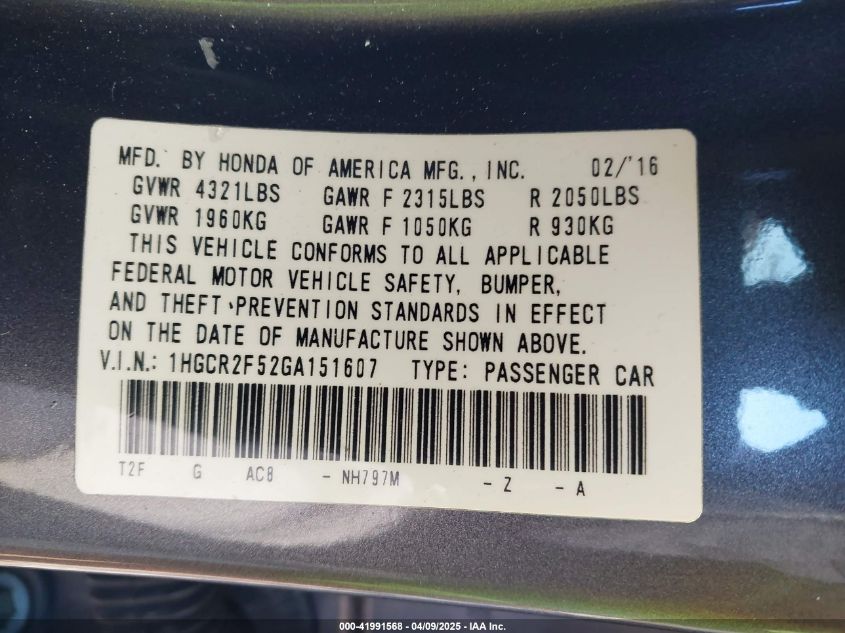 MFD. BY HONDA OF AMERICA MFG., INC. 02/'16
GVWR 4321LBS GAWR F 2315LBS R 2050LBS
GVWR 1960KG GAWR F 1050KG R 930KG
THIS VEHICLE CONFORMS TO ALL APPLICABLE
FEDERAL MOTOR VEHICLE SAFETY, BUMPER,
AND THEFT PREVENTION STANDARDS IN EFFECT
ON THE DATE OF MANUFACTURE SHOWN ABOVE.
V.I.N.: 1HGCR2F52GA151607 TYPE: PASSENGER CAR
T2F G AC8 - NH797M - Z - A
000-41991568 - 04/09/2025 - IAA Inc.